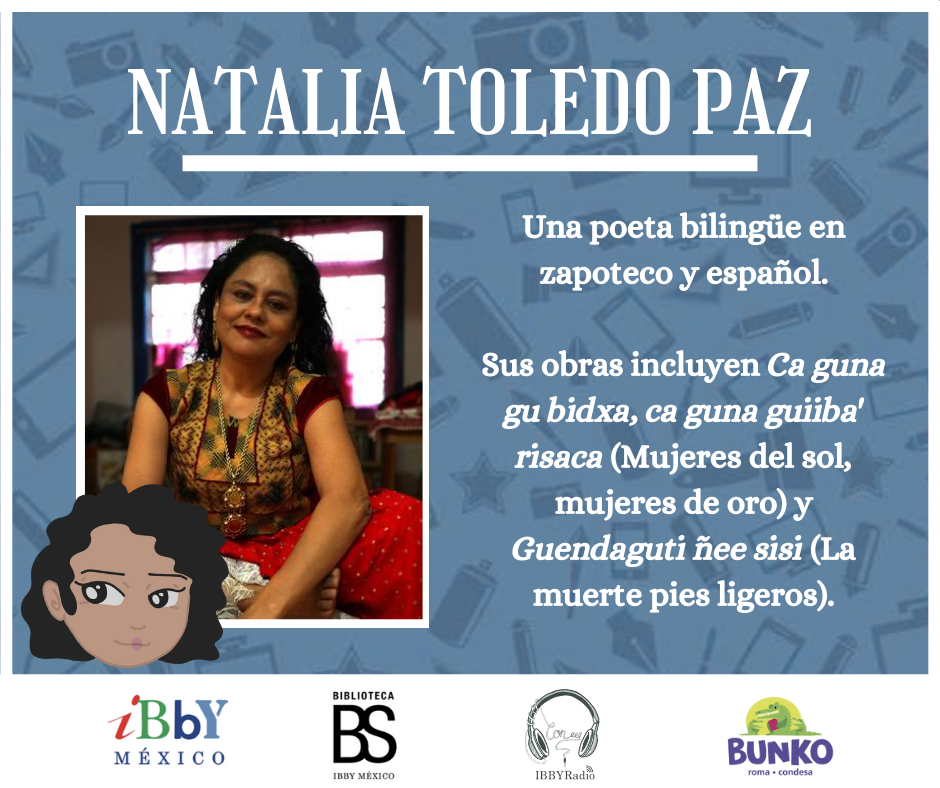 NATALIA TOLEDO PAZ
Una poeta bilingüe en
zapoteco y español.
Sus obras incluyen Ca guna
gu bidxa, ca guna guiiba'
risaca (Mujeres del sol,
mujeres de oro) y
Guendaguti ñee sisi (La
muerte pies ligeros).
iBbY
MÉXICO
BIBLIOTECA
BS
IBBY MÉXICO
IBBYRadio
BUNKO
roma • condesa